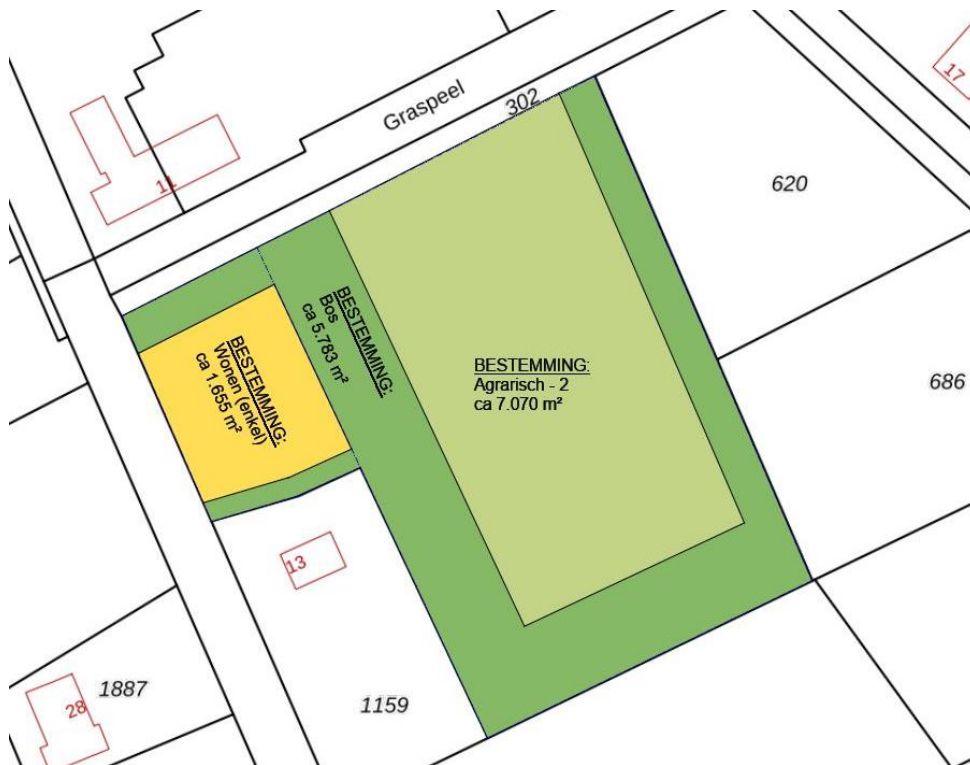 Graspeel
302
17
11
620
BESTEMMING:
Bos
ca 5.783 m²
BESTEMMING:
Wonen (enkel)
ca 1.655 m²
BESTEMMING:
Agrarisch - 2
ca 7.070 m²
686
13
1887
28
1159